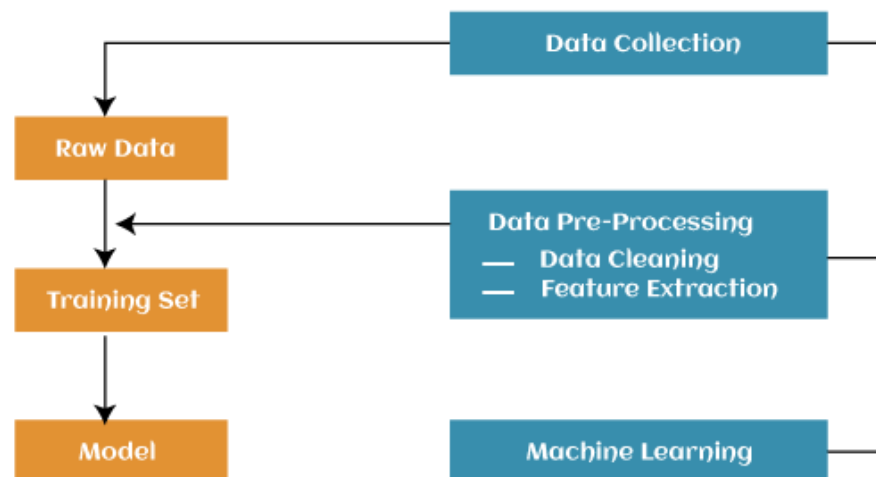 Data Collection
Raw Data
Data Pre-Processing
— Data Cleaning
— Feature Extraction
Training Set
Model
Machine Learning